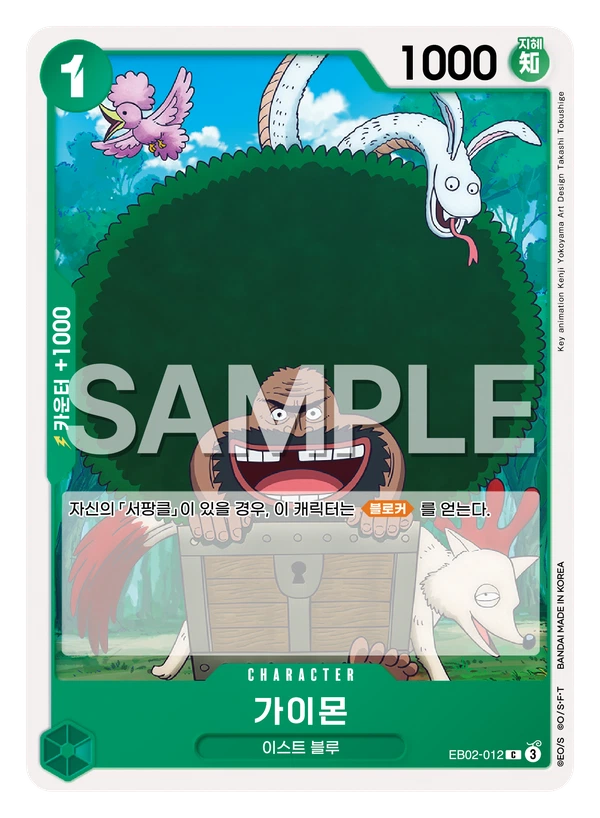 1
1000
지혜
知
Key animation Kenji Yokoyama Art Design Takashi Tokushige
카운터 +1000
SAMPLE
자신의 「서팡클」이 있을 경우, 이 캐릭터는 블로커 를 얻는다.
CHARACTER
가이몬
이스트 블루
EB02-012 C 3
©EO/S ©O/S·F·T BANDAI MADE IN KOREA